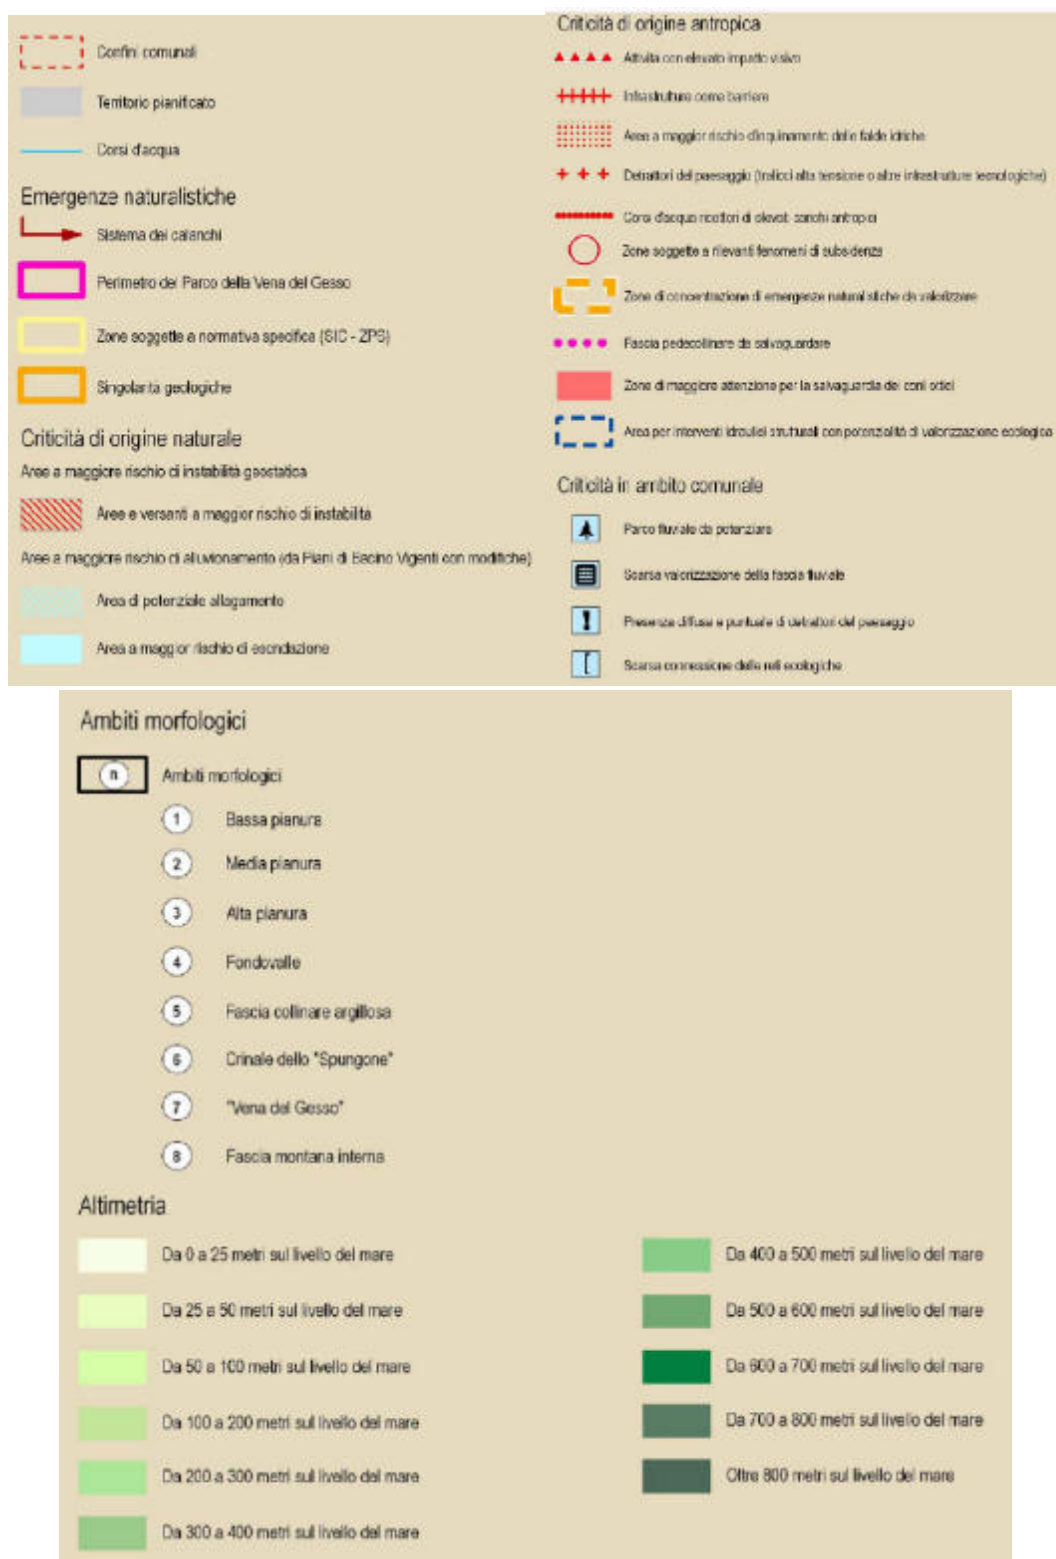 Confini comunali
Territorio pianificato
Corsi d'acqua
Emergenze naturalistiche
Sistema dei calanchi
Perimetro del Parco della Vena del Gesso
Zone soggette a normativa specifica (SIC - ZPS)
Singolarità geologiche
Criticità di origine naturale
Aree a maggiore rischio di instabilità geostatica
Aree e versanti a maggior rischio di instabilità
Aree a maggiore rischio di alluvionamento (da Piani di Bacino Vigenti con modifiche)
Area di potenziale allagamento
Area a maggior rischio di esondazione
Criticità di origine antropica
Attività con elevato impatto visivo
Infrastrutture come barriere
Aree a maggior rischio d'inquinamento delle falde idriche
Detrattori del paesaggio (tralicci alta tensione o altre infrastrutture tecnologiche)
Corsi d'acqua ricettori di elevati carichi antropici
Zone soggette a rilevanti fenomeni di subsidenza
Zone di concentrazione di emergenze naturalistiche da valorizzare
Fascia pedecollinare da salvaguardare
Zone di maggiore attenzione per la salvaguardia dei coni ottici
Area per interventi idraulici strutturali con potenzialità di valorizzazione ecologica
Criticità in ambito comunale
Parco fluviale da potenziare
Scarsa valorizzazione della fascia fluviale
Presenza diffusa e puntuale di detrattori del paesaggio
Scarsa connessione delle reti ecologiche
Ambiti morfologici
n Ambiti morfologici
1 Bassa pianura
2 Media pianura
3 Alta pianura
4 Fondovalle
5 Fascia collinare argillosa
6 Crinale dello "Spungone"
7 "Vena del Gesso"
8 Fascia montana interna
Altimetria
Da 0 a 25 metri sul livello del mare
Da 25 a 50 metri sul livello del mare
Da 50 a 100 metri sul livello del mare
Da 100 a 200 metri sul livello del mare
Da 200 a 300 metri sul livello del mare
Da 300 a 400 metri sul livello del mare
Da 400 a 500 metri sul livello del mare
Da 500 a 600 metri sul livello del mare
Da 600 a 700 metri sul livello del mare
Da 700 a 800 metri sul livello del mare
Oltre 800 metri sul livello del mare